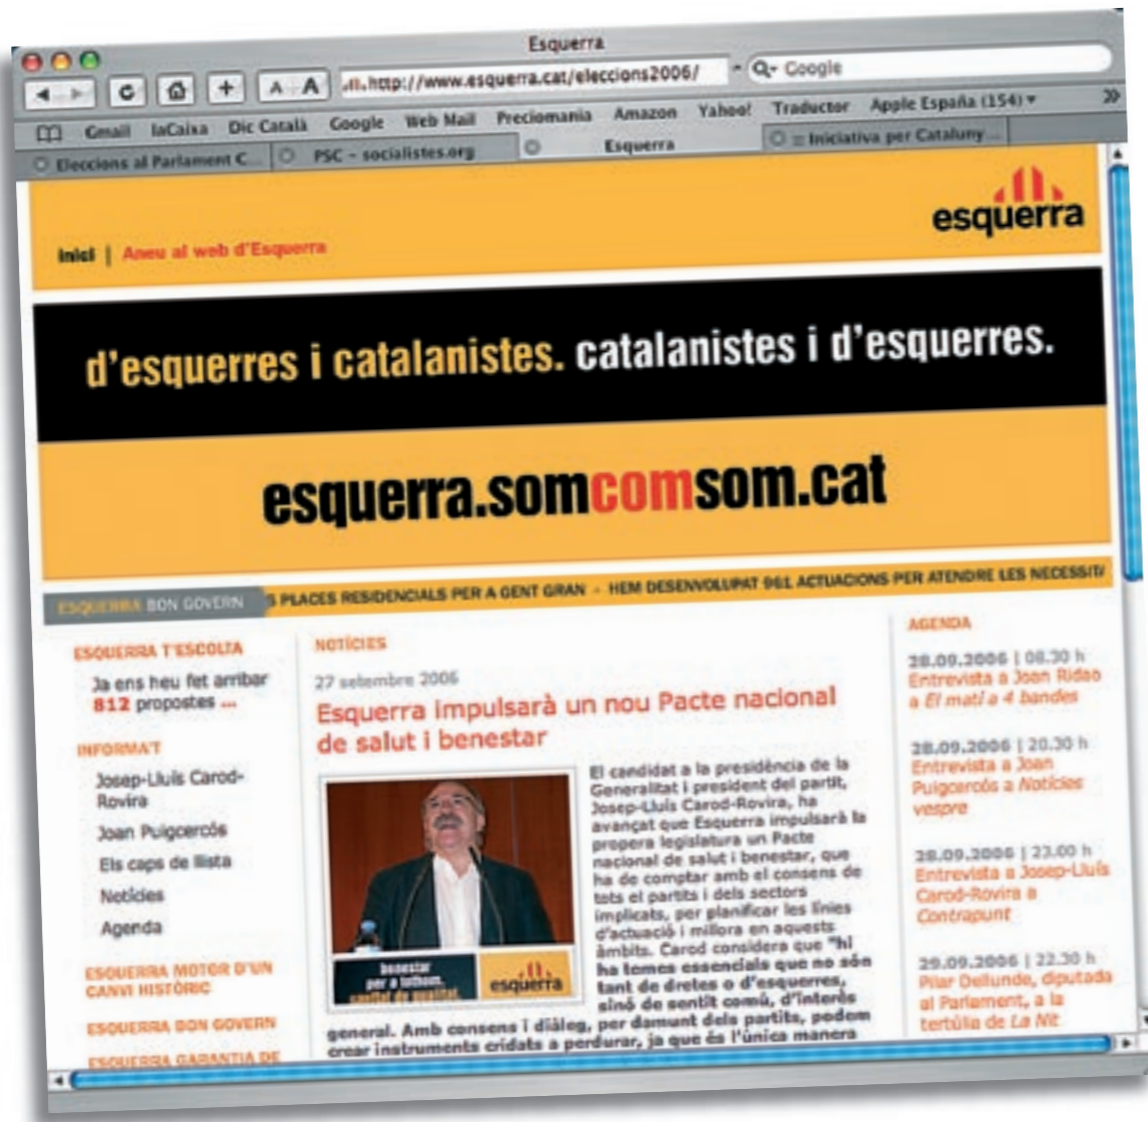 Esquerra
A A http://www.esquerra.cat/eleccions2006/ Google
Gmail laCaixa Dic Català Google Web Mail Preciomania Amazon Yahoo! Traductor Apple España (154)
Eleccions al Parlament C... PSC - socialistes.org Esquerra Iniciativa per Cataluny...
esquerra
inici | Aneu al web d'Esquerra
d'esquerres i catalanistes. catalanistes i d'esquerres.
esquerra.somcomsom.cat
ESQUERRA BON GOVERN S PLACES RESIDENCIALS PER A GENT GRAN - HEM DESENVOLUPAT 961 ACTUACIONS PER ATENDRE LES NECESSITA
ESQUERRA T'ESCOLTA
Ja ens heu fet arribar
812 propostes ...
INFORMA'T
Josep-Lluís Carod-
Rovira
Joan Puigcercós
Els caps de llista
Notícies
Agenda
ESQUERRA MOTOR D'UN
CANVI HISTÒRIC
ESQUERRA BON GOVERN
ESQUERRA GARANTIA DE
NOTÍCIES
27 setembre 2006
Esquerra impulsarà un nou Pacte nacional
de salut i benestar
benestar
per a tothom.
esquerra
El candidat a la presidència de la
Generalitat i president del partit,
Josep-Lluís Carod-Rovira, ha
avançat que Esquerra impulsarà la
propera legislatura un Pacte
nacional de salut i benestar, que
ha de comptar amb el consens de
tots el partits i dels sectors
implicats, per planificar les línies
d'actuació i millora en aquests
àmbits. Carod considera que "hi
ha temes essencials que no són
tant de dretes o d'esquerres,
sinó de sentit comú, d'interès
general. Amb consens i diàleg, per damunt dels partits, podem
crear instruments cridats a perdurar, ja que és l'única manera
AGENDA
28.09.2006 | 08.30 h
Entrevista a Joan Ridao
a El matí a 4 bandes
28.09.2006 | 20.30 h
Entrevista a Joan
Puigcercós a Notícies
vespre
28.09.2006 | 23.00 h
Entrevista a Josep-Lluís
Carod-Rovira a
Contrapunt
29.09.2006 | 22.30 h
Pilar Dellunde, diputada
al Parlament, a la
tertúlia de La Nit